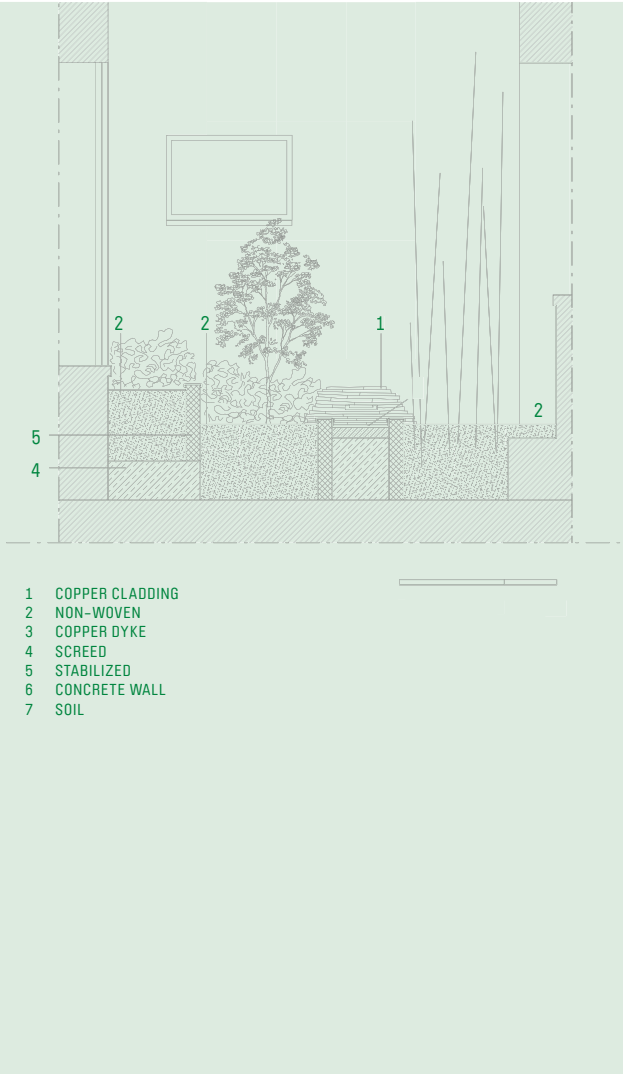 2 2 1
2
5
4
1 COPPER CLADDING
2 NON-WOVEN
3 COPPER DYKE
4 SCREED
5 STABILIZED
6 CONCRETE WALL
7 SOIL